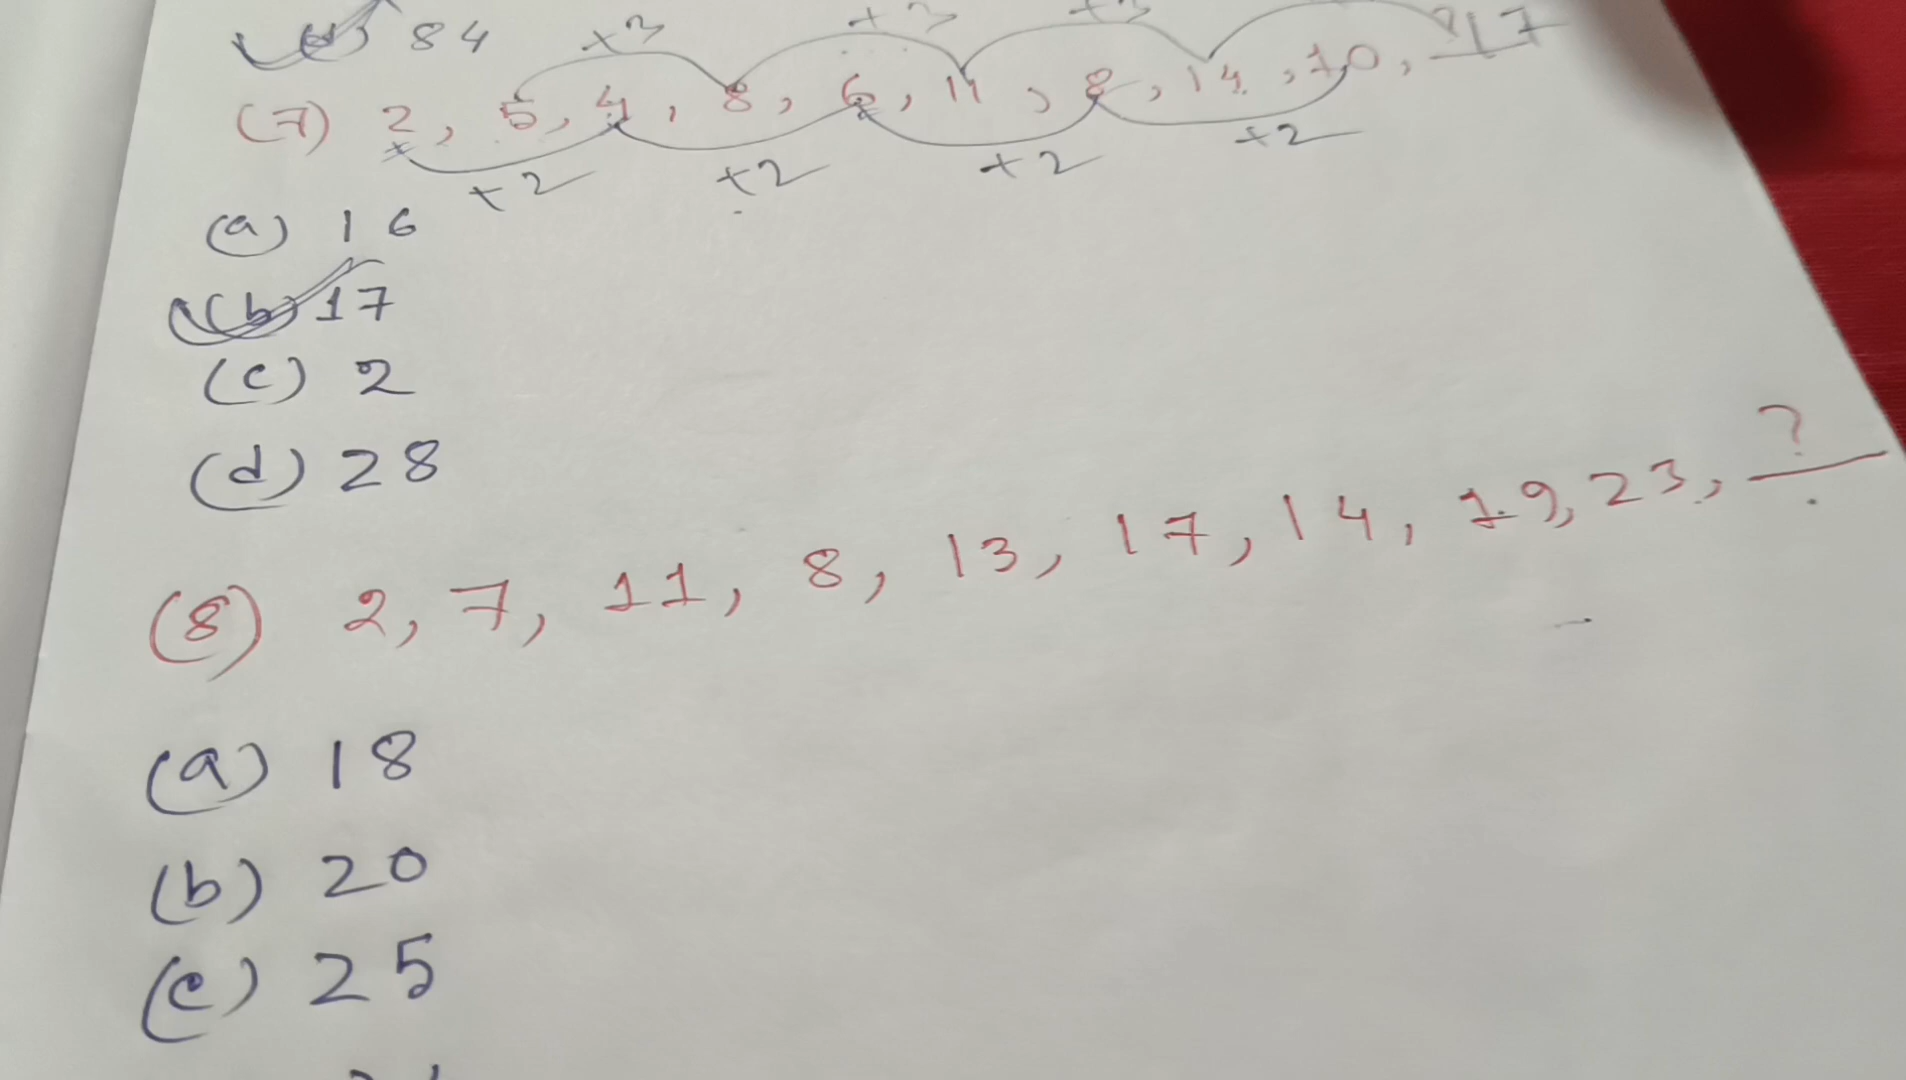 (d) 84
+3 +3 +3
(7) 2, 5, 4, 8, 6, 11, 8, 14, 10, 17
+2 +2 +2 +2
(a) 16
(b) 17
(c) 2
(d) 28
(8) 2, 7, 11, 8, 13, 17, 14, 19, 23, ?
(a) 18
(b) 20
(c) 25